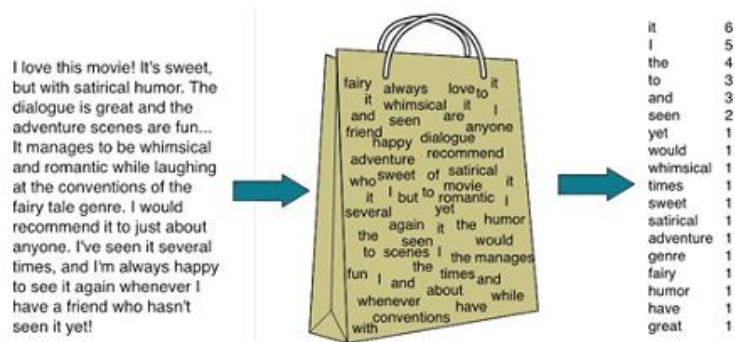 I love this movie! It's sweet,
but with satirical humor. The
dialogue is great and the
adventure scenes are fun...
It manages to be whimsical
and romantic while laughing
at the conventions of the
fairy tale genre. I would
recommend it to just about
anyone. I've seen it several
times, and I'm always happy
to see it again whenever I
have a friend who hasn't
seen it yet!
fairy always love to it
it whimsical it I
and seen are anyone
friend happy dialogue
adventure recommend
who sweet of satirical
it I but to movie it
romantic I
several yet
again it the humor
the seen would
to scenes I the manages
fun the times and
I and about while
whenever have
conventions
with
it 6
I 5
the 4
to 3
and 3
seen 2
yet 1
would 1
whimsical 1
times 1
sweet 1
satirical 1
adventure 1
genre 1
fairy 1
humor 1
have 1
great 1